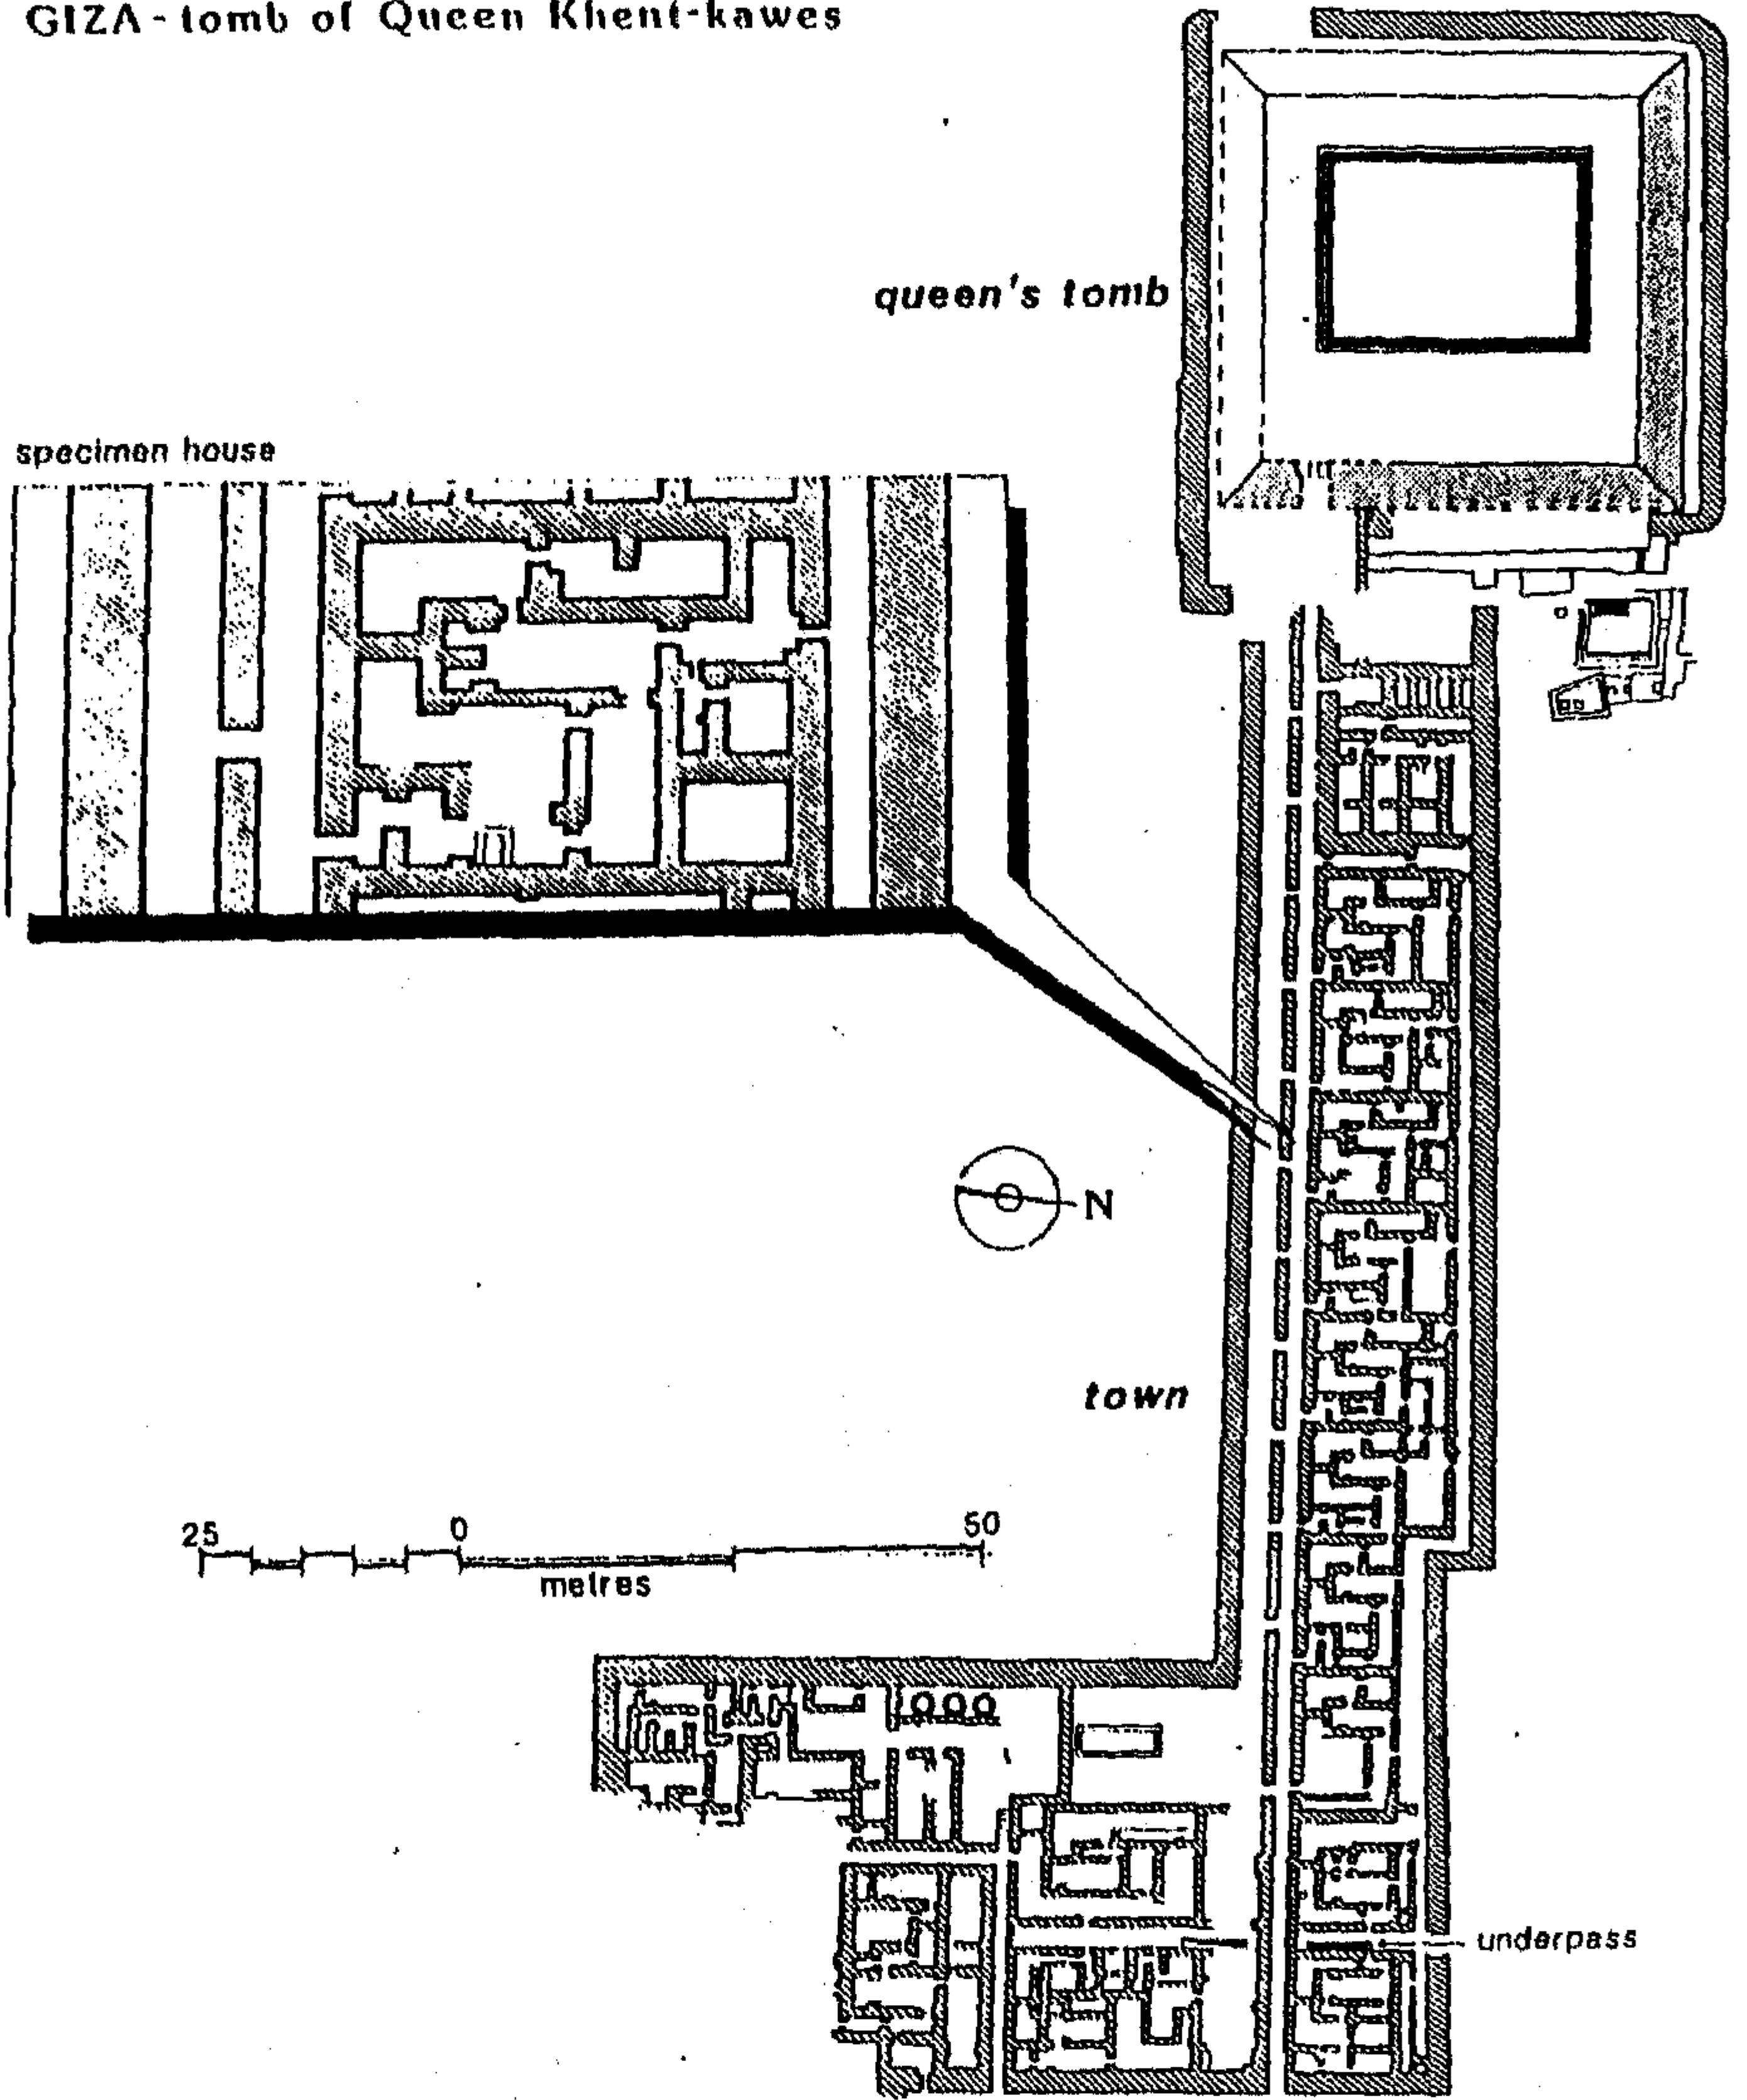 GIZA - tomb of Queen Khent-kawes
queen's tomb
specimen house
N
town
25 0 50
metres
underpass